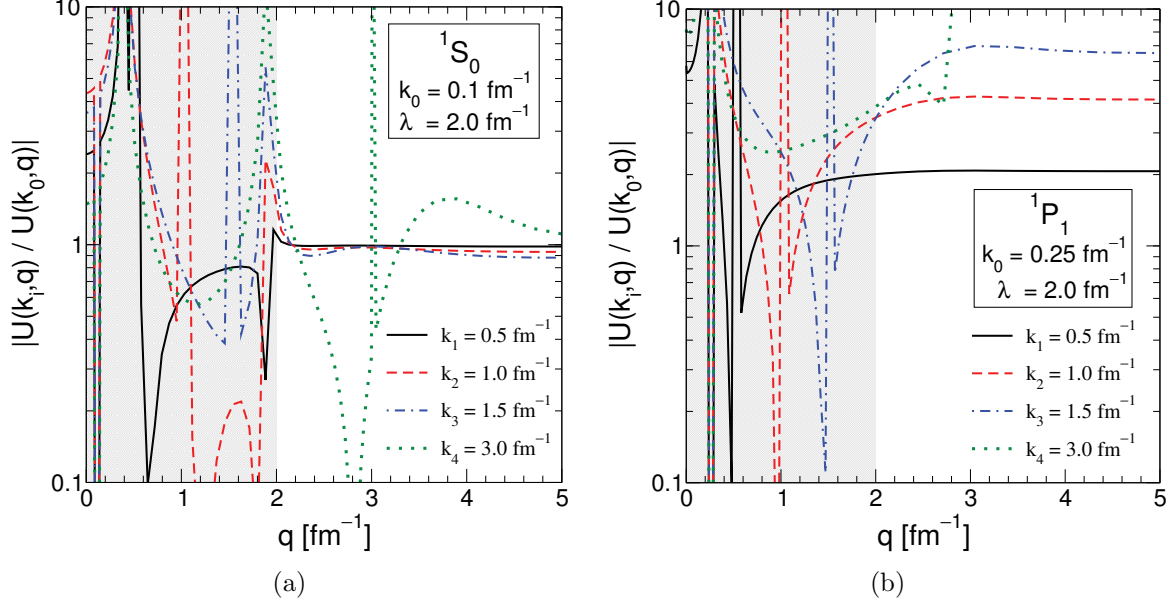 |U(kᵢ,q) / U(k₀,q)|
10
1
0.1
¹S₀
k₀ = 0.1 fm⁻¹
λ = 2.0 fm⁻¹
k₁ = 0.5 fm⁻¹
k₂ = 1.0 fm⁻¹
k₃ = 1.5 fm⁻¹
k₄ = 3.0 fm⁻¹
0 1 2 3 4 5
q [fm⁻¹]
(a)
|U(kᵢ,q) / U(k₀,q)|
10
1
0.1
¹P₁
k₀ = 0.25 fm⁻¹
λ = 2.0 fm⁻¹
k₁ = 0.5 fm⁻¹
k₂ = 1.0 fm⁻¹
k₃ = 1.5 fm⁻¹
k₄ = 3.0 fm⁻¹
0 1 2 3 4 5
q [fm⁻¹]
(b)